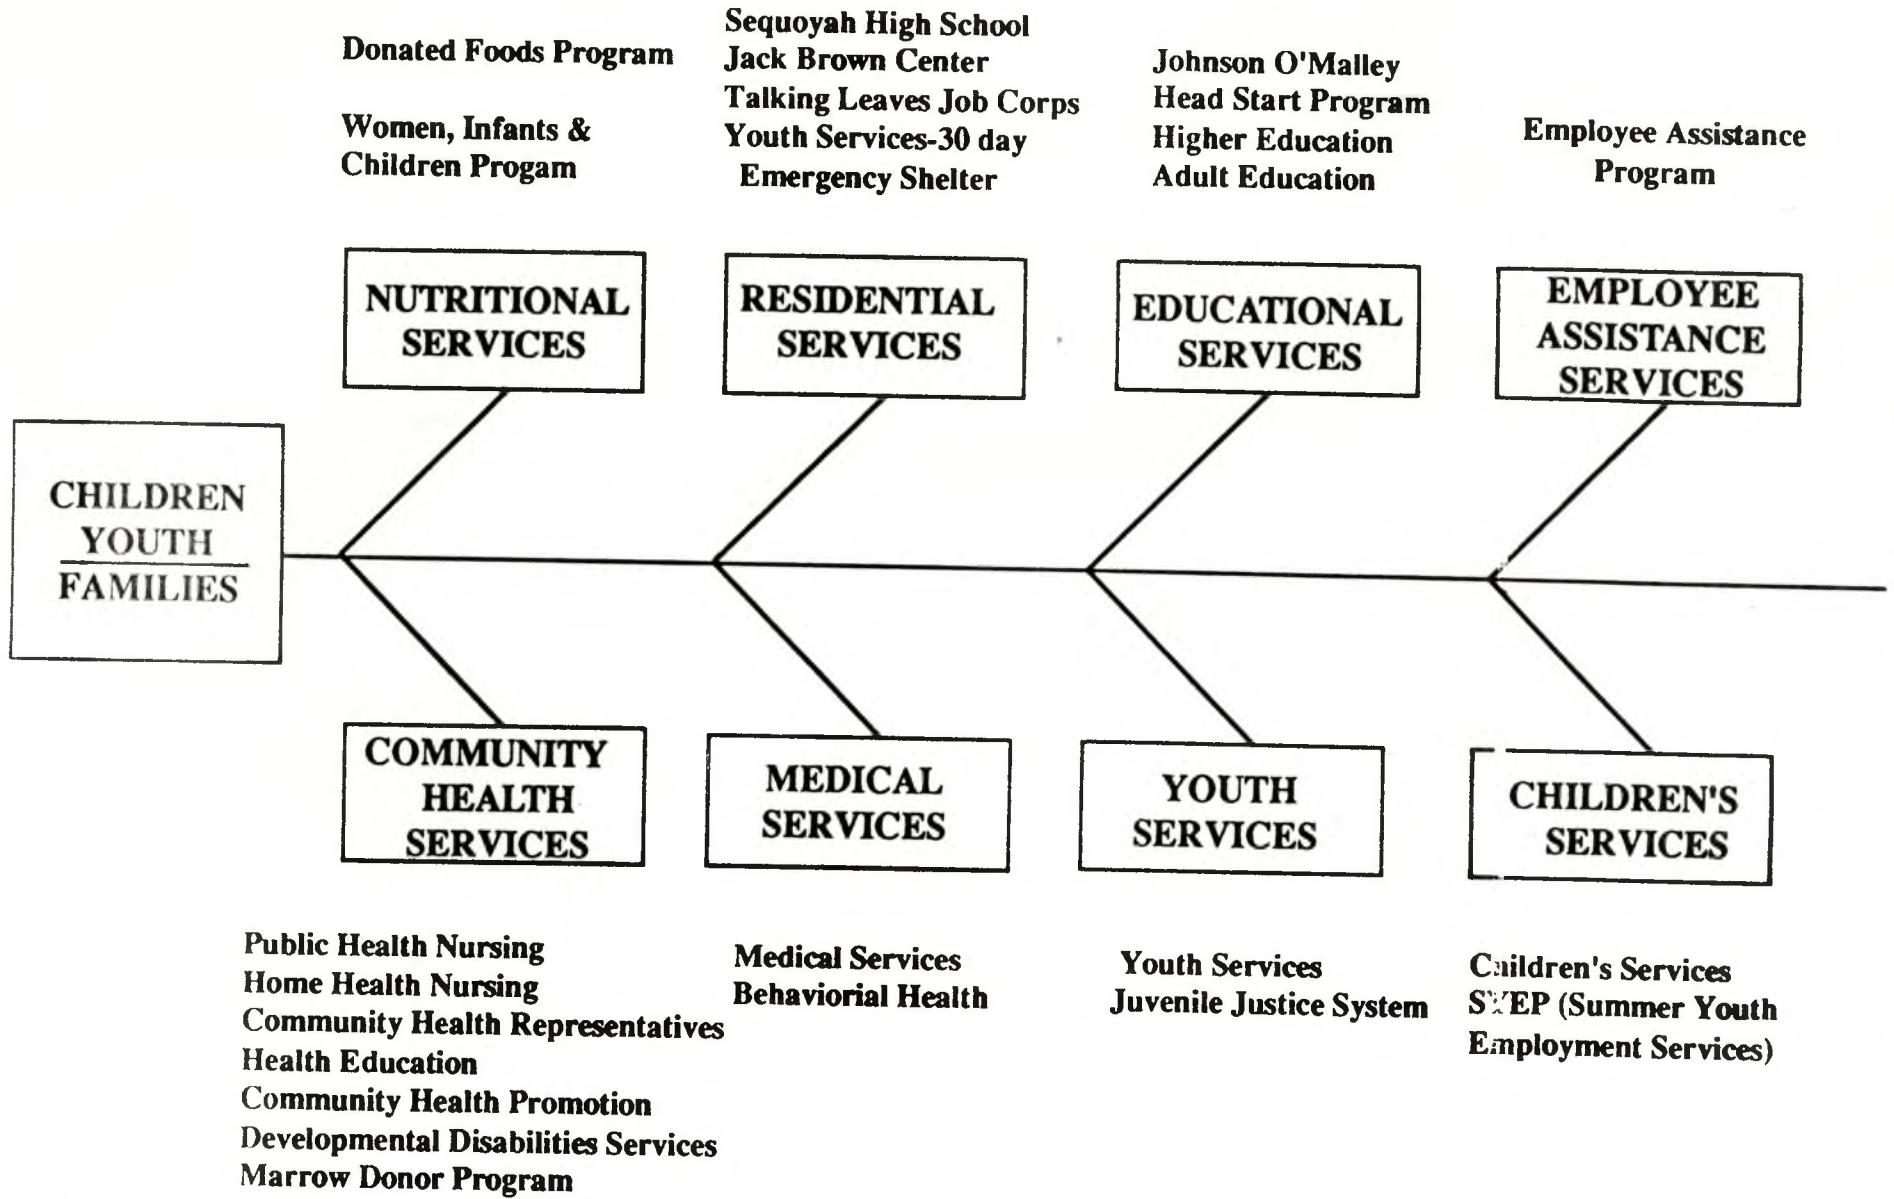 Donated Foods Program
Women, Infants &
Children Progam
Sequoyah High School
Jack Brown Center
Talking Leaves Job Corps
Youth Services-30 day
Emergency Shelter
Johnson O'Malley
Head Start Program
Higher Education
Adult Education
Employee Assistance
Program
NUTRITIONAL
SERVICES
RESIDENTIAL
SERVICES
EDUCATIONAL
SERVICES
EMPLOYEE
ASSISTANCE
SERVICES
CHILDREN
YOUTH
FAMILIES
COMMUNITY
HEALTH
SERVICES
MEDICAL
SERVICES
YOUTH
SERVICES
CHILDREN'S
SERVICES
Public Health Nursing
Home Health Nursing
Community Health Representatives
Health Education
Community Health Promotion
Developmental Disabilities Services
Marrow Donor Program
Medical Services
Behaviorial Health
Youth Services
Juvenile Justice System
Children's Services
SYEP (Summer Youth
Employment Services)